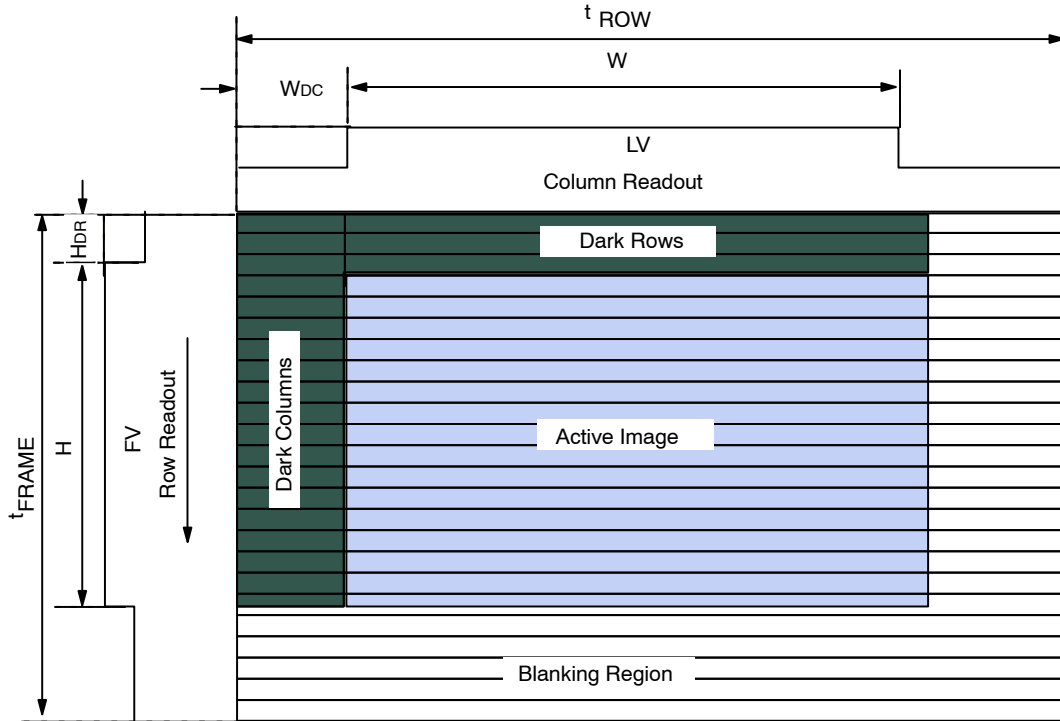 t ROW
W
WDC
LV
Column Readout
HDR
Dark Rows
tFRAME
H
FV
Row Readout
Dark Columns
Active Image
Blanking Region